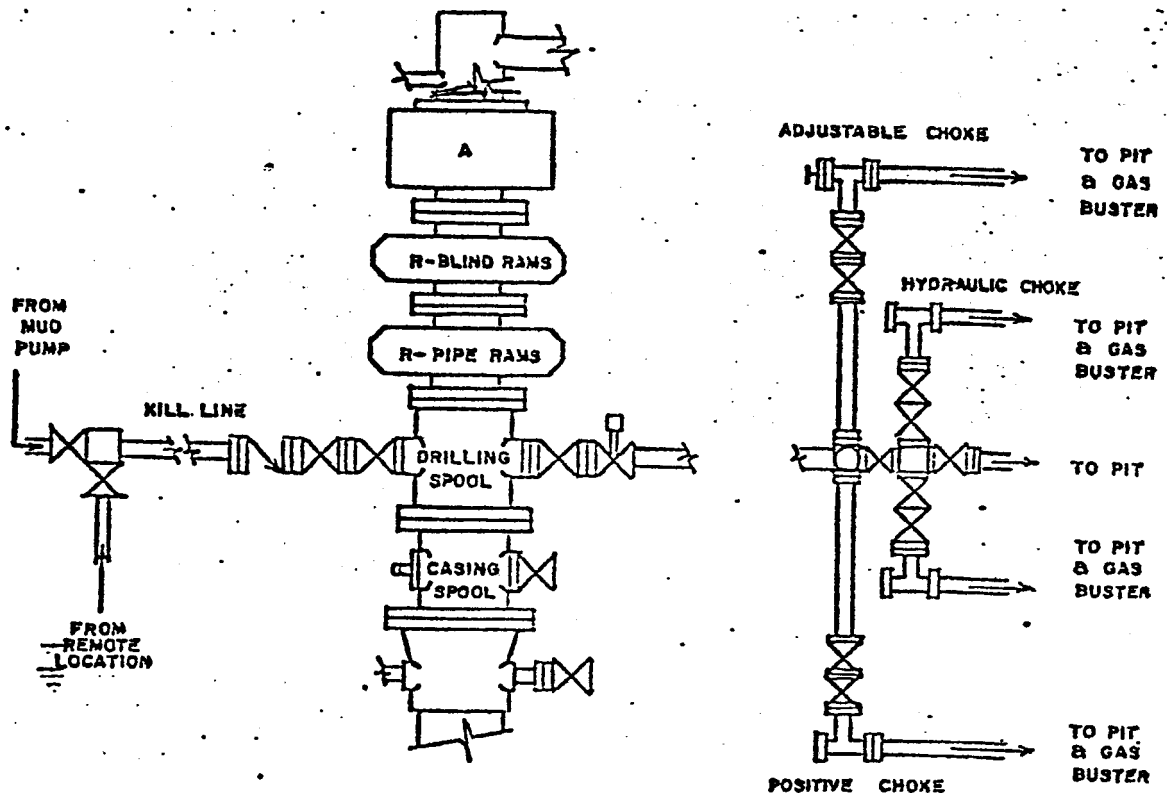 A
R-BLIND RAMS
R-PIPE RAMS
FROM
MUD
PUMP
KILL LINE
DRILLING
SPOOL
CASING
SPOOL
FROM
REMOTE
LOCATION
ADJUSTABLE CHOKE
TO PIT
& GAS
BUSTER
HYDRAULIC CHOKE
TO PIT
& GAS
BUSTER
TO PIT
TO PIT
& GAS
BUSTER
TO PIT
& GAS
BUSTER
POSITIVE CHOKE